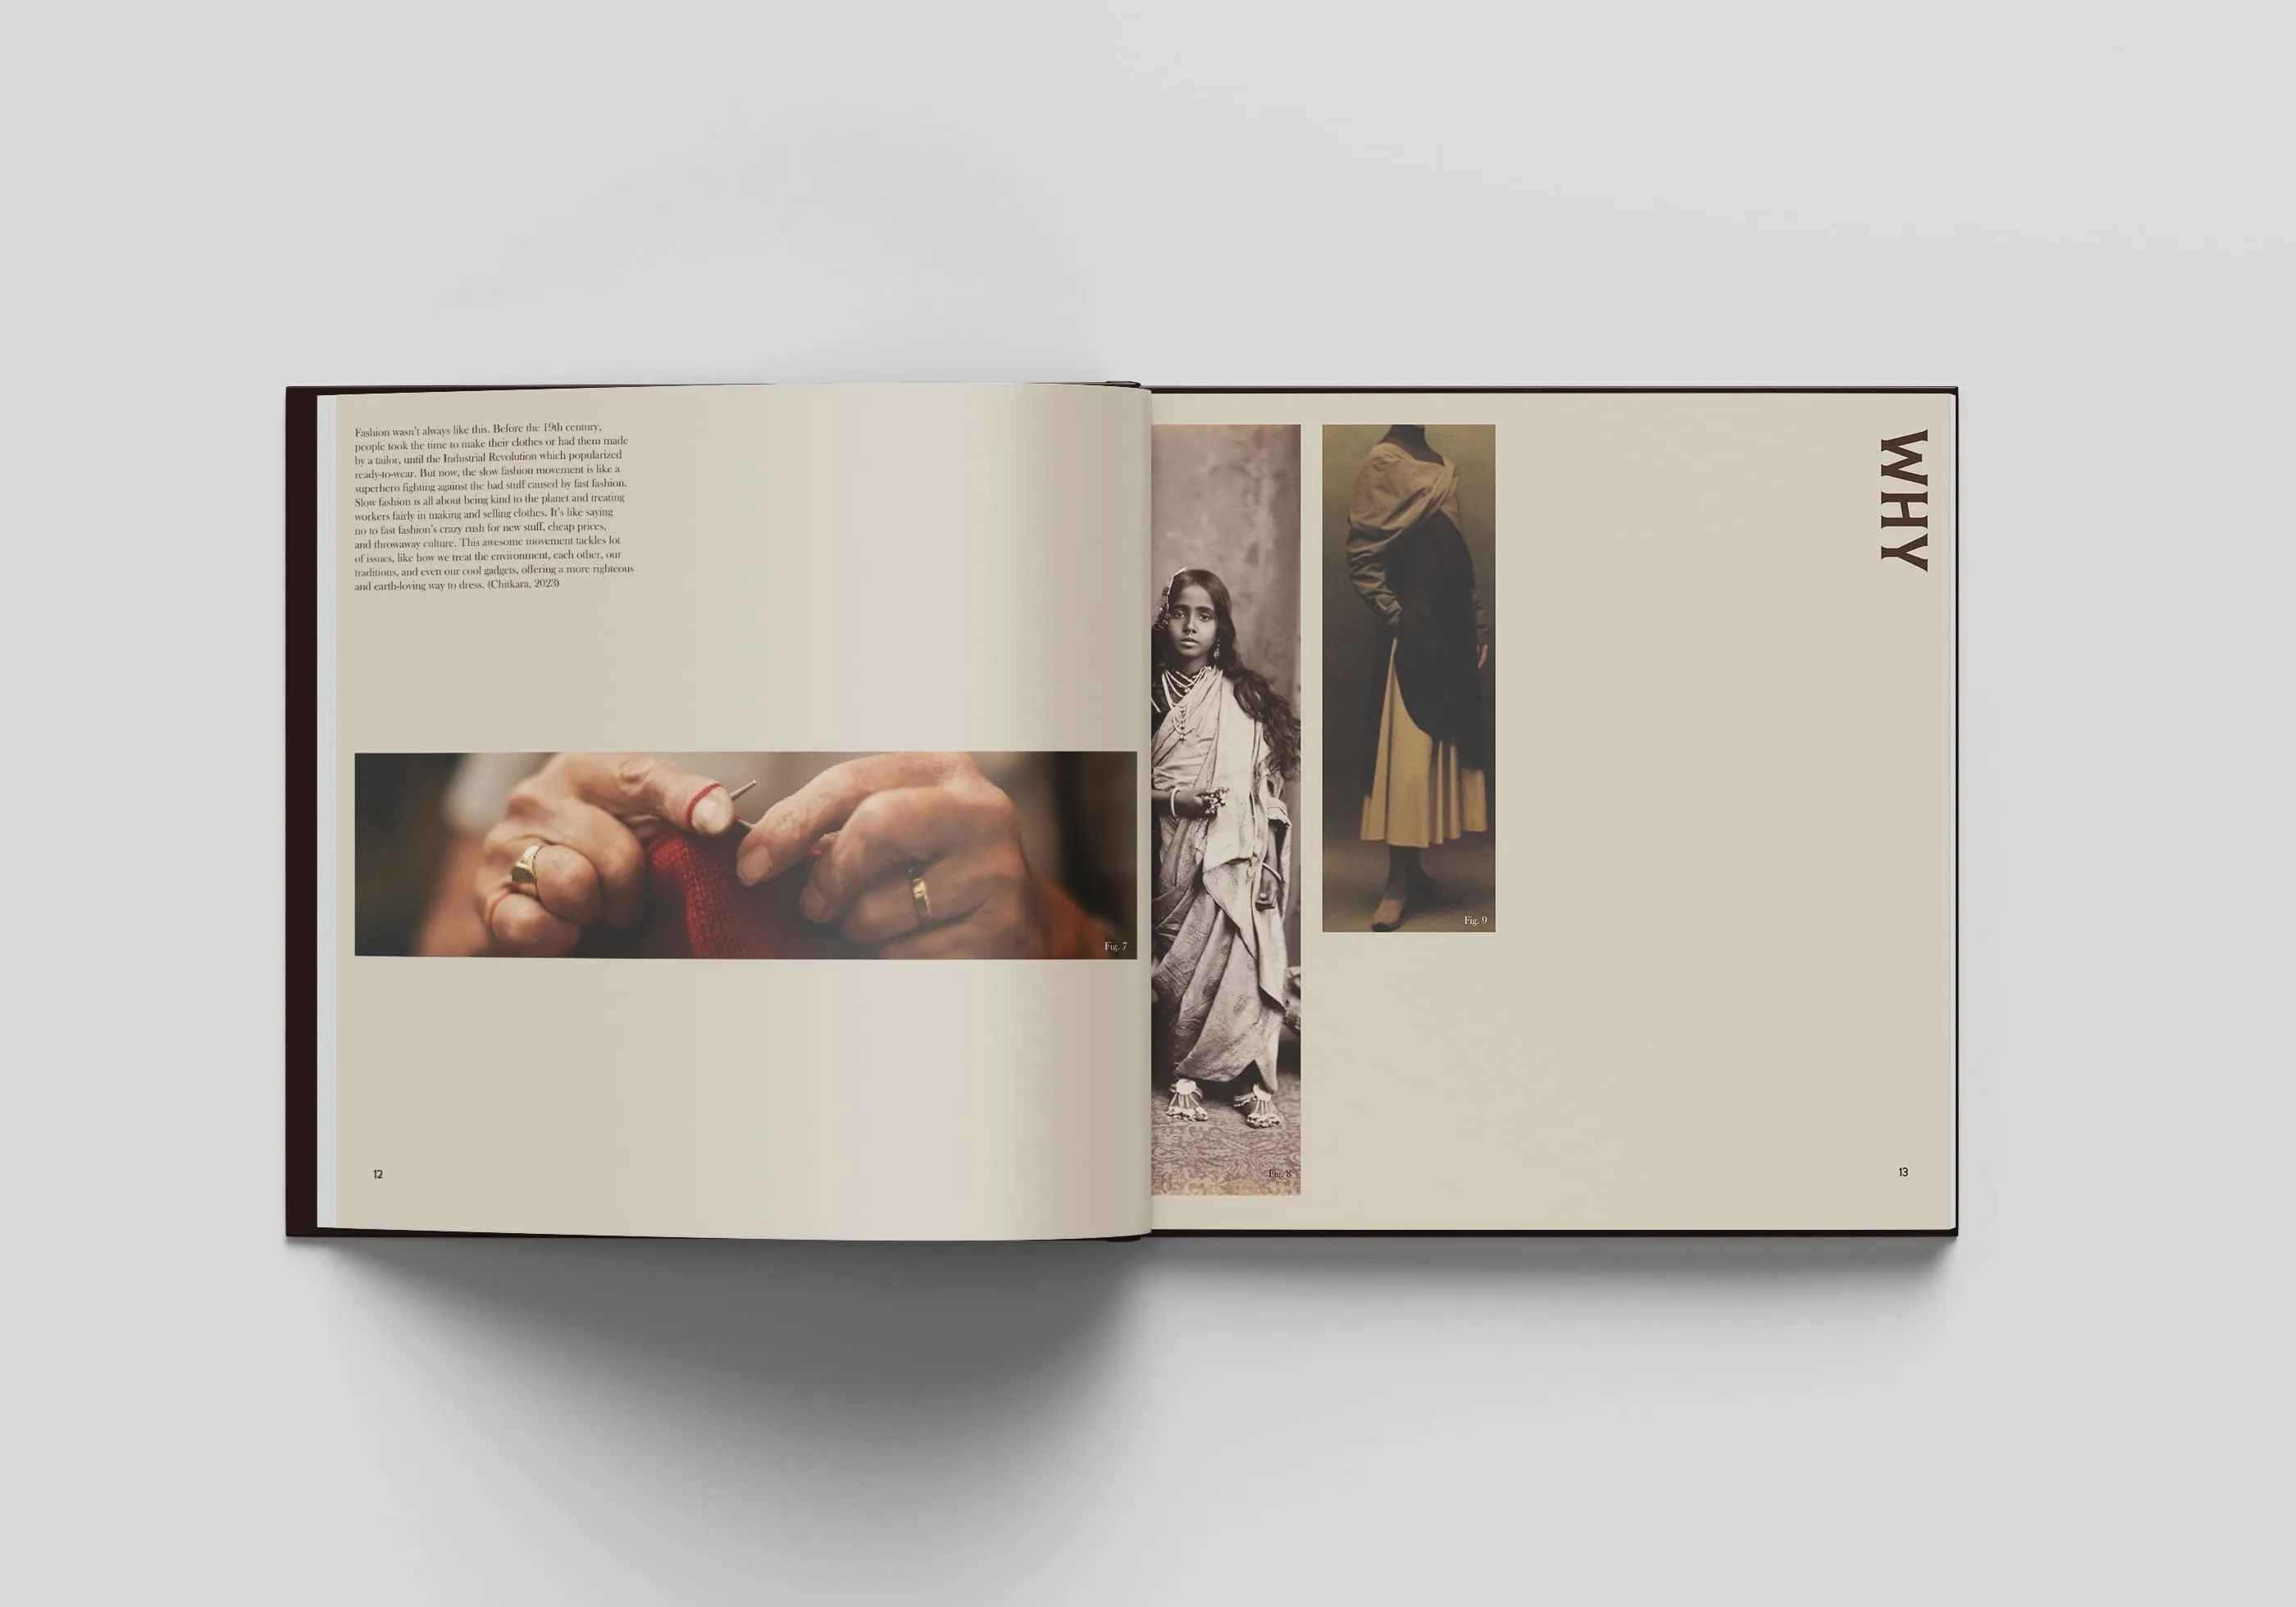 Fashion wasn't always like this. Before the 19th century,
people took the time to make their clothes or had them made
by a tailor, until the Industrial Revolution which popularized
ready-to-wear. But now, the slow fashion movement is like a
superhero fighting against the bad stuff caused by fast fashion.
Slow fashion is all about being kind to the planet and treating
workers fairly in making and selling clothes. It's like saying
no to fast fashion's crazy rush for new stuff, cheap prices,
and throwaway culture. This awesome movement tackles lot
of issues, like how we treat the environment, each other, our
traditions, and even our cool gadgets, offering a more righteous
and earth-loving way to dress. (Chitkara, 2023)
Fig. 7
12
Fig. 8
Fig. 9
WHY
13